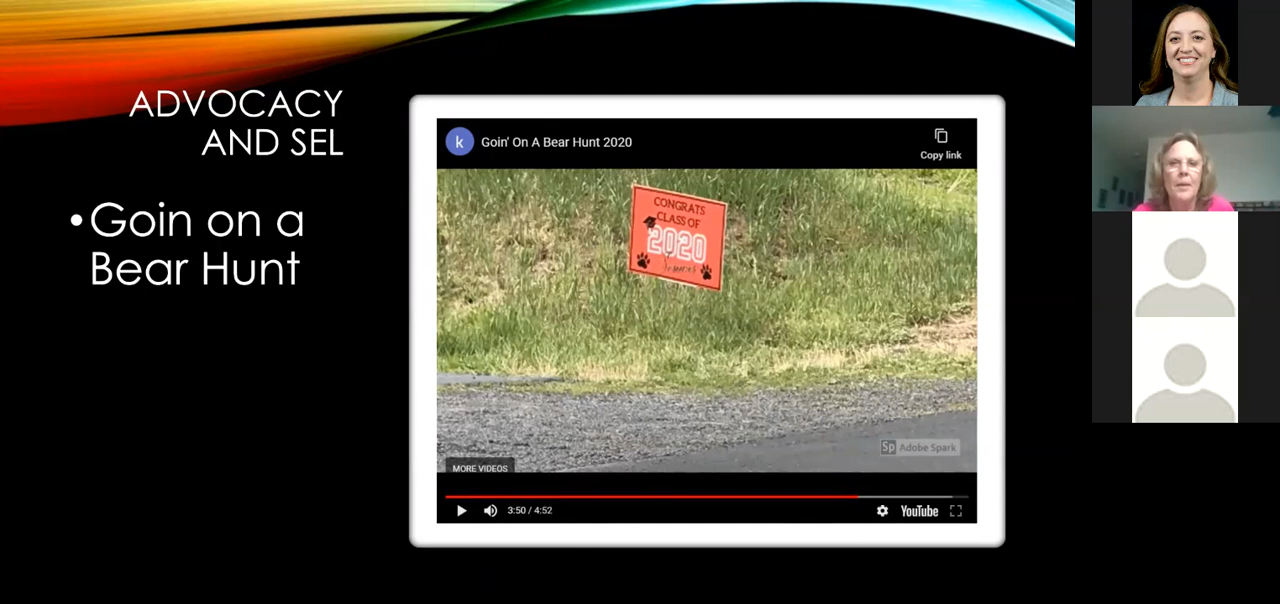 ADVOCACY
AND SEL
•Goin on a
Bear Hunt
k
Goin' On A Bear Hunt 2020
Copy link
CONGRATS
CLASS OF
2020
Sp Adobe Spark
MORE VIDEOS
3:50 / 4:52
YouTube